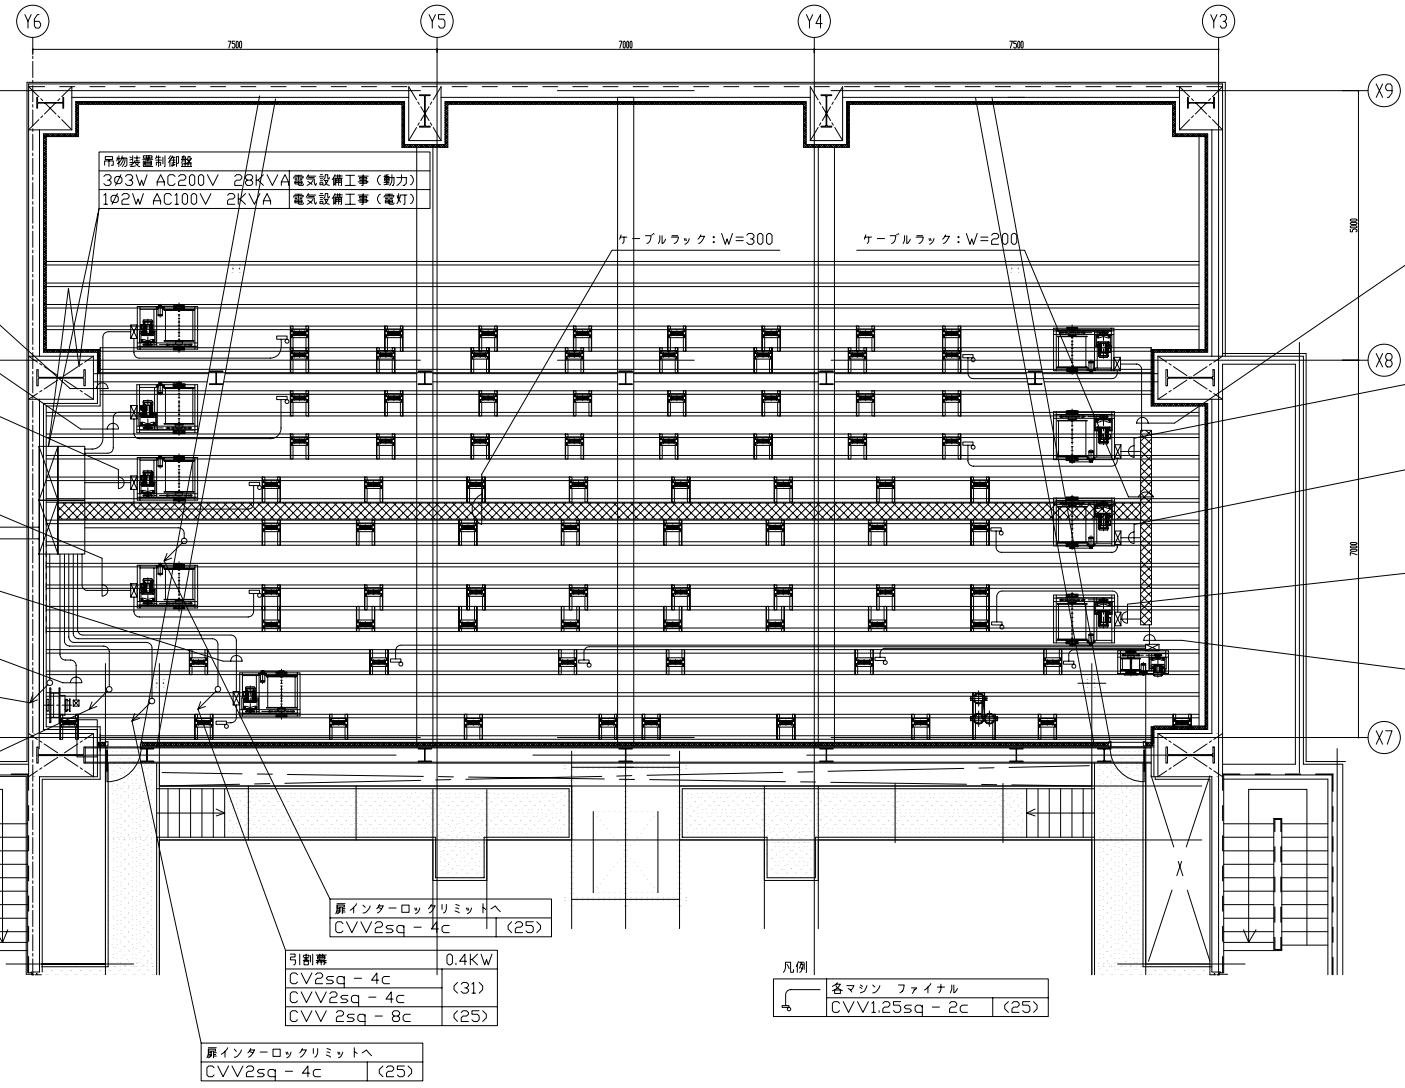 Y6
Y5
Y4
Y3
7500
7000
7500
X9
吊物装置制御盤
3Ø3W AC200V 28KVA 電気設備工事（動力）
1Ø2W AC100V 2KVA 電気設備工事（電灯）
5000
ケーブルラック：W=300
ケーブルラック：W=200
X8
7000
X7
扉インターロックリミットへ
CVV2sq - 4c (25)
引割幕 0.4KW
CV2sq - 4c
CVV2sq - 4c (31)
CVV 2sq - 8c (25)
凡例
各マシン ファイナル
CVV1.25sq - 2c (25)
扉インターロックリミットへ
CVV2sq - 4c (25)